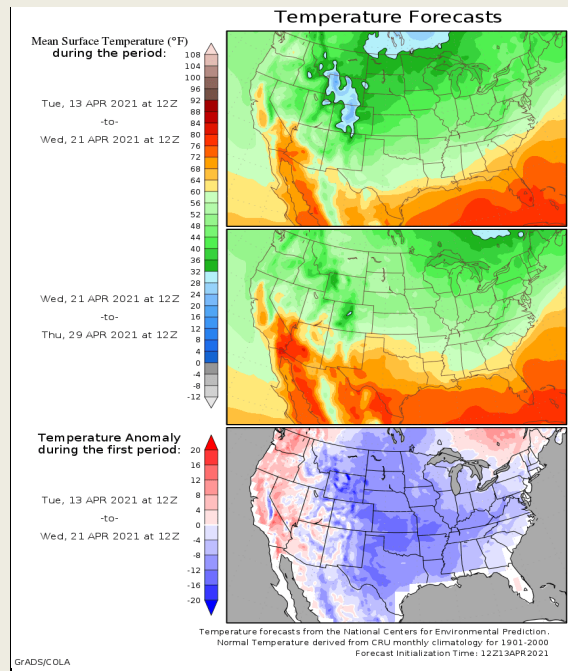 Temperature Forecasts
Mean Surface Temperature (°F)
during the period:
108
104
100
96
92
88
84
80
76
72
68
64
60
56
52
48
44
40
36
32
28
24
20
16
12
8
4
0
-4
-8
-12
Tue, 13 APR 2021 at 12Z
-to-
Wed, 21 APR 2021 at 12Z
Wed, 21 APR 2021 at 12Z
-to-
Thu, 29 APR 2021 at 12Z
Temperature Anomaly
during the first period:
20
16
12
8
4
0
-4
-8
-12
-16
-20
Tue, 13 APR 2021 at 12Z
-to-
Wed, 21 APR 2021 at 12Z
Temperature forecasts from the National Centers for Environmental Prediction.
Normal Temperature derived from CRU monthly climatology for 1901-2000
Forecast Initialization Time: 12Z13APR2021
GrADS/COLA